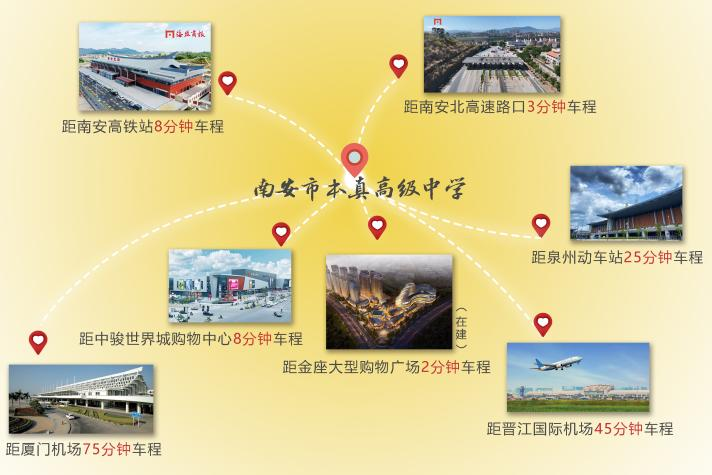 海丝商报
距南安高铁站8分钟车程
距南安北高速路口3分钟车程
南安市本真高级中学
距泉州动车站25分钟车程
距中骏世界城购物中心8分钟车程
(在建)
距金座大型购物广场2分钟车程
距晋江国际机场45分钟车程
距厦门机场75分钟车程